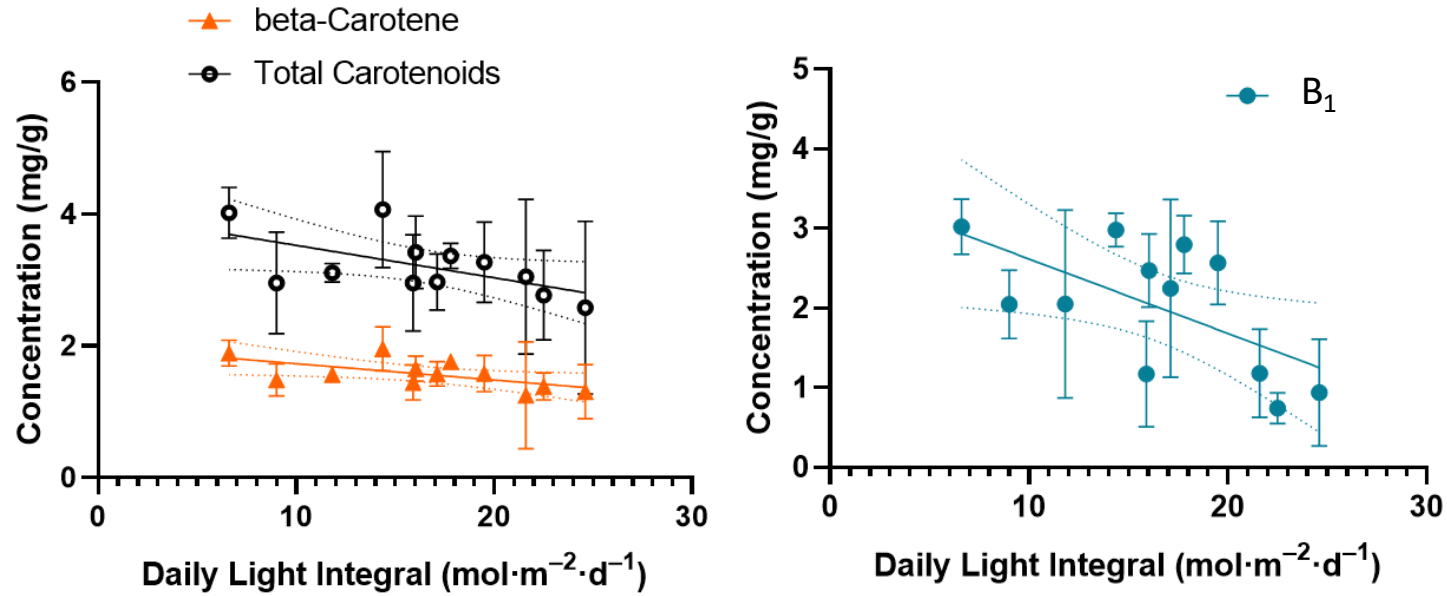 beta-Carotene
Total Carotenoids
6
4
2
0
0 10 20 30
Concentration (mg/g)
Daily Light Integral (mol·m⁻²·d⁻¹)
B₁
5
4
3
2
1
0
0 10 20 30
Concentration (mg/g)
Daily Light Integral (mol·m⁻²·d⁻¹)